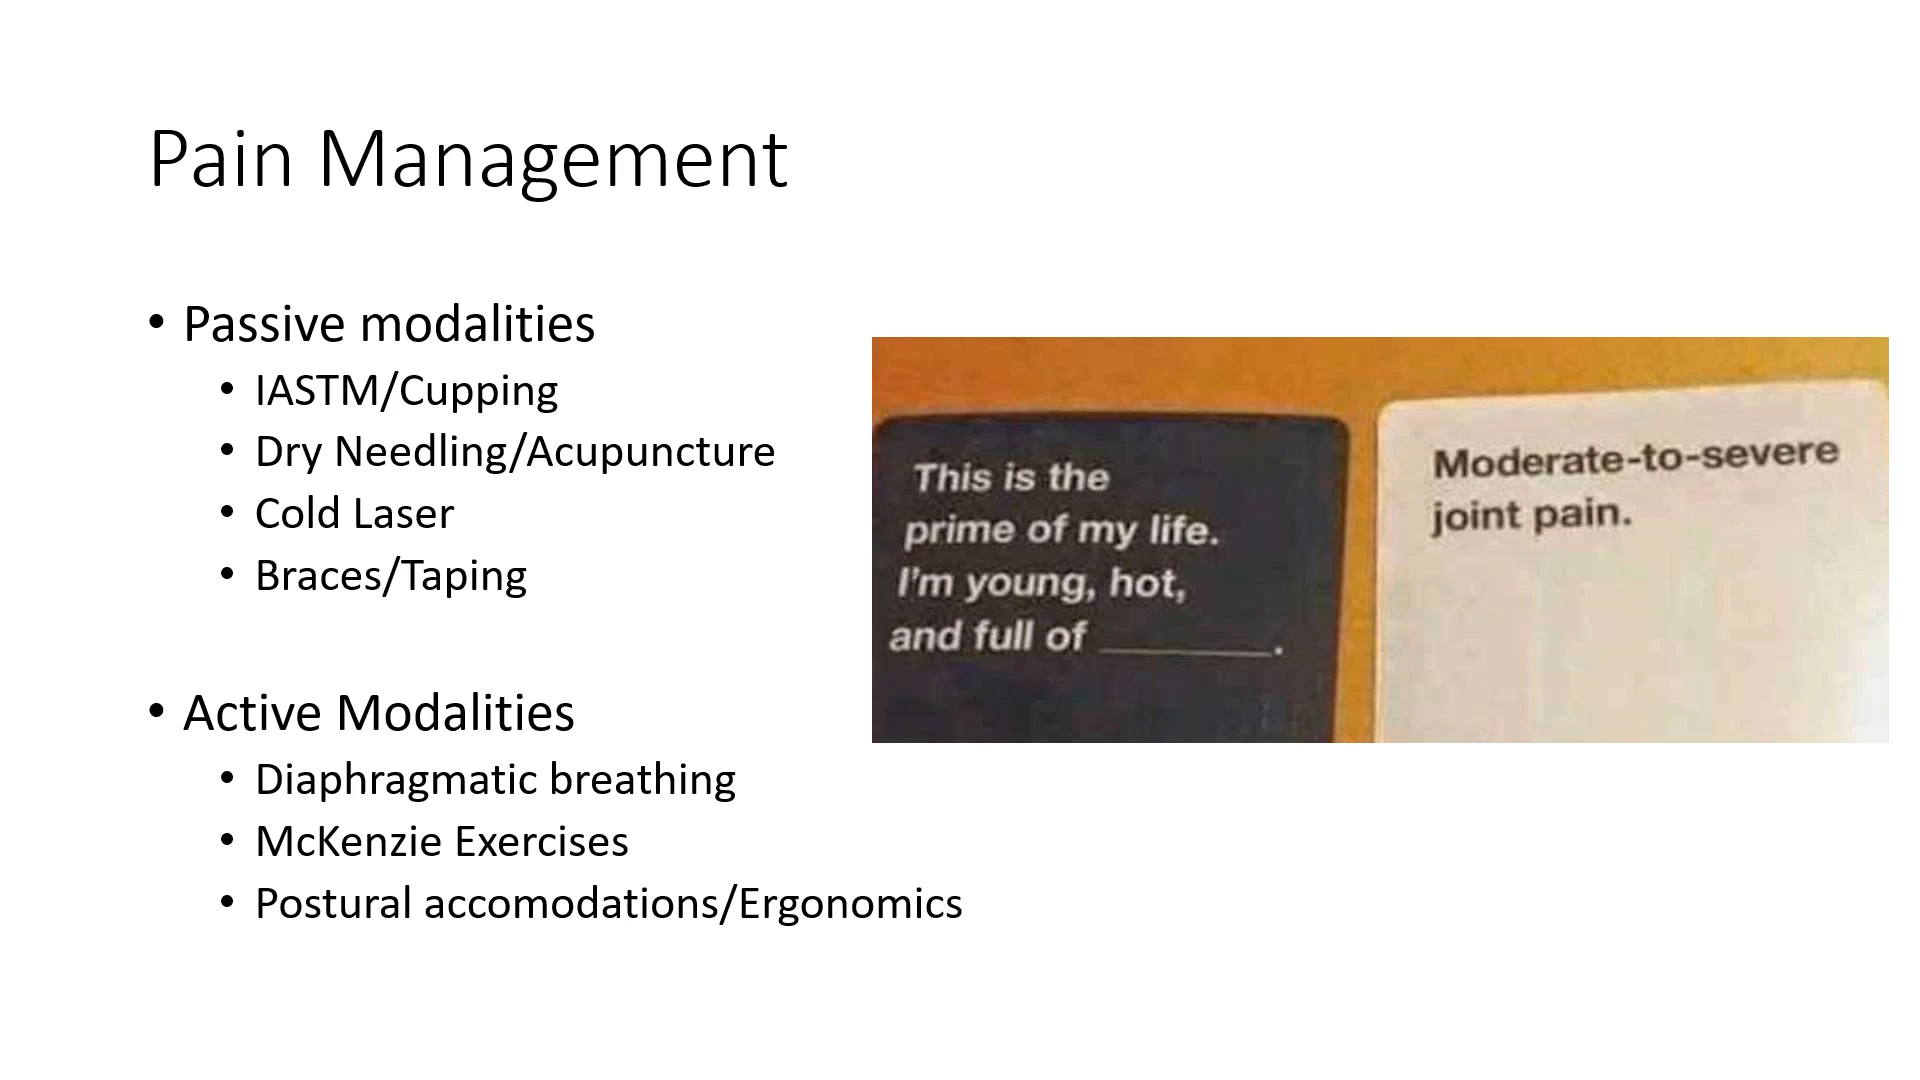 Pain Management
• Passive modalities
• IASTM/Cupping
• Dry Needling/Acupuncture
• Cold Laser
• Braces/Taping
• Active Modalities
• Diaphragmatic breathing
• McKenzie Exercises
• Postural accomodations/Ergonomics
This is the
prime of my life.
I'm young, hot,
and full of ________.
Moderate-to-severe
joint pain.